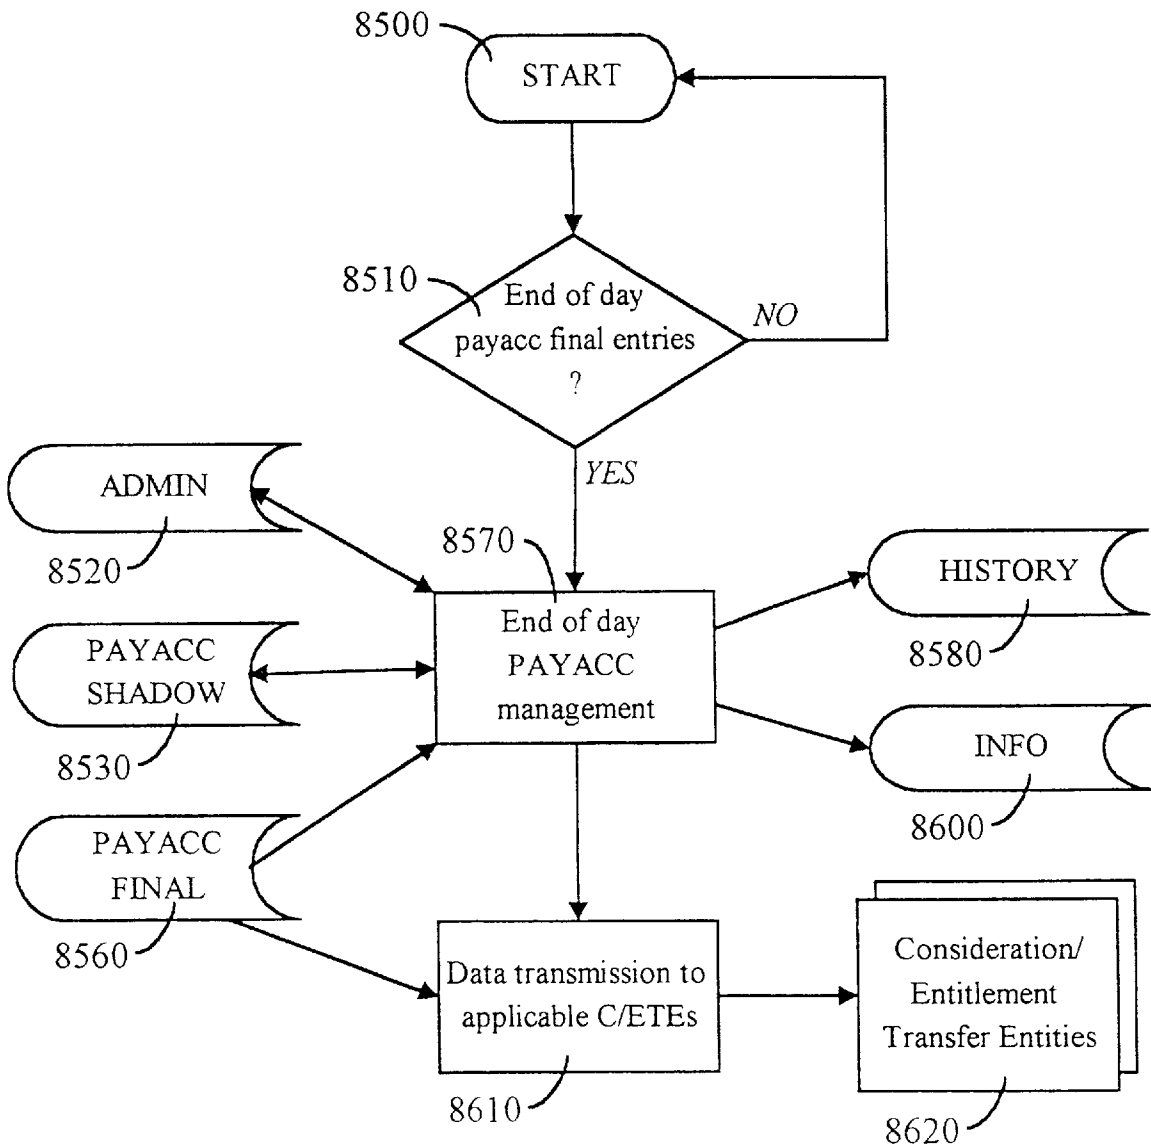 8500
START
8510
End of day
payacc final entries
?
NO
YES
ADMIN
8520
8570
End of day
PAYACC
management
HISTORY
8580
PAYACC
SHADOW
8530
INFO
8600
PAYACC
FINAL
8560
Data transmission to
applicable C/ETEs
8610
Consideration/
Entitlement
Transfer Entities
8620